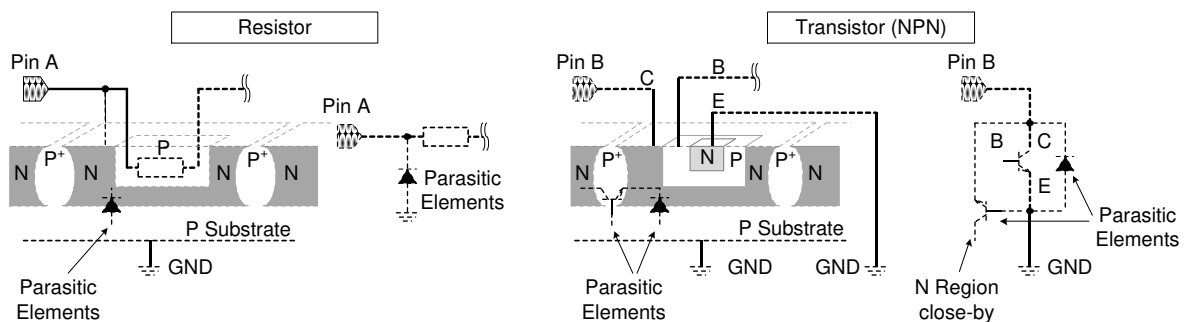 Resistor
Pin A
N
P+
N
P
N
P+
N
P Substrate
GND
Parasitic
Elements
Pin A
Parasitic
Elements
Transistor (NPN)
Pin B
C
B
E
N
P+
N
N
P
N
P+
N
P Substrate
GND
GND
Parasitic
Elements
Pin B
B
C
E
Parasitic
Elements
GND
N Region
close-by